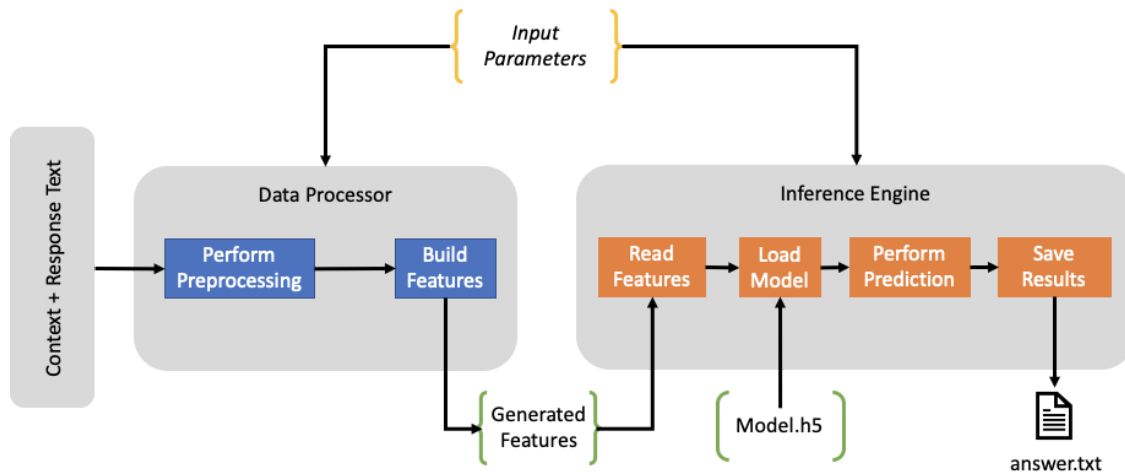 Input
Parameters
Context + Response Text
Data Processor
Perform
Preprocessing
Build
Features
Inference Engine
Read
Features
Load
Model
Perform
Prediction
Save
Results
Generated
Features
Model.h5
answer.txt